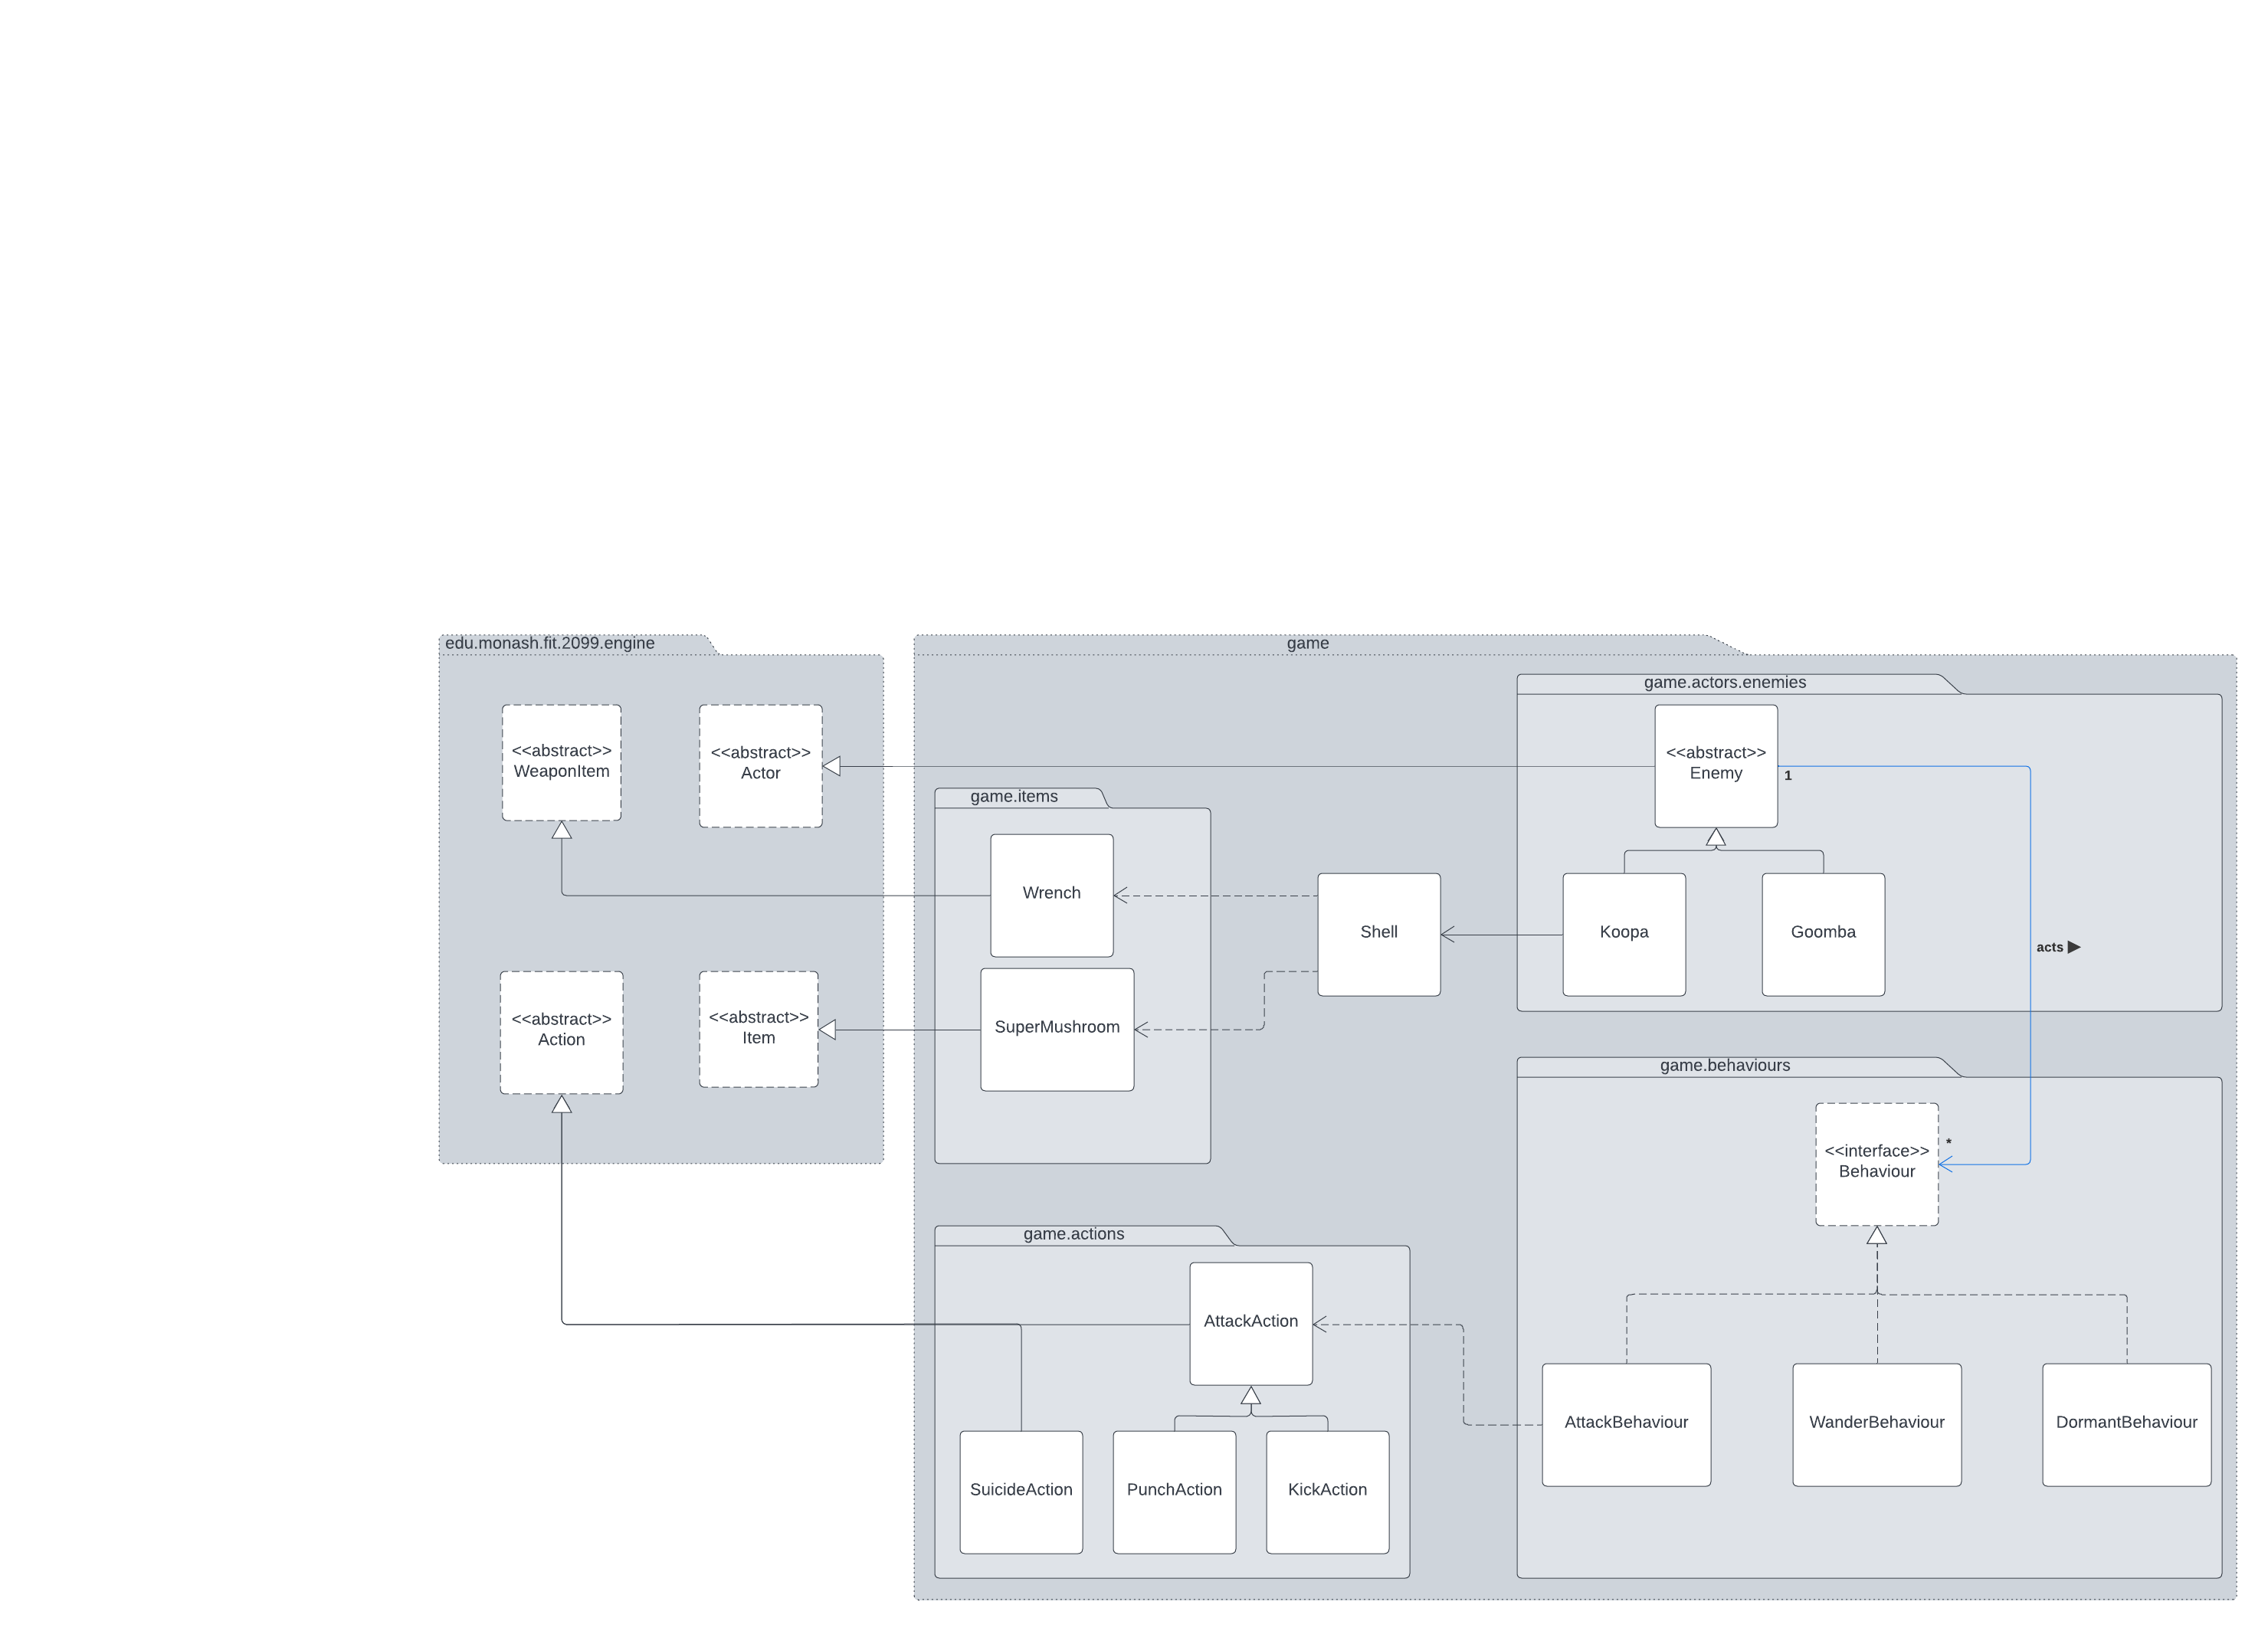 edu.monash.fit.2099.engine
<<abstract>>
WeaponItem
<<abstract>>
Actor
<<abstract>>
Action
<<abstract>>
Item
game
game.actors.enemies
<<abstract>>
Enemy
1
Koopa
Goomba
acts
game.items
Wrench
SuperMushroom
Shell
game.behaviours
<<interface>>
Behaviour
*
AttackBehaviour
WanderBehaviour
DormantBehaviour
game.actions
AttackAction
SuicideAction
PunchAction
KickAction